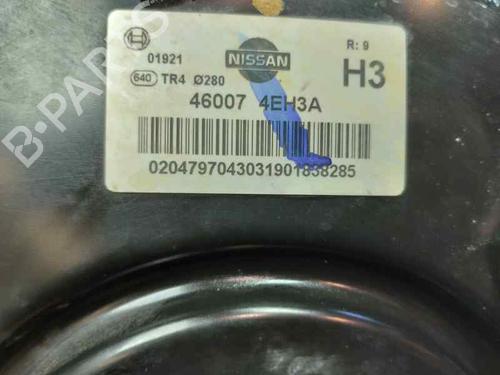 01921
NISSAN
R: 9
640 TR4 Ø280
H3
46007 4EH3A
0204797043031901838285
B-PARTS